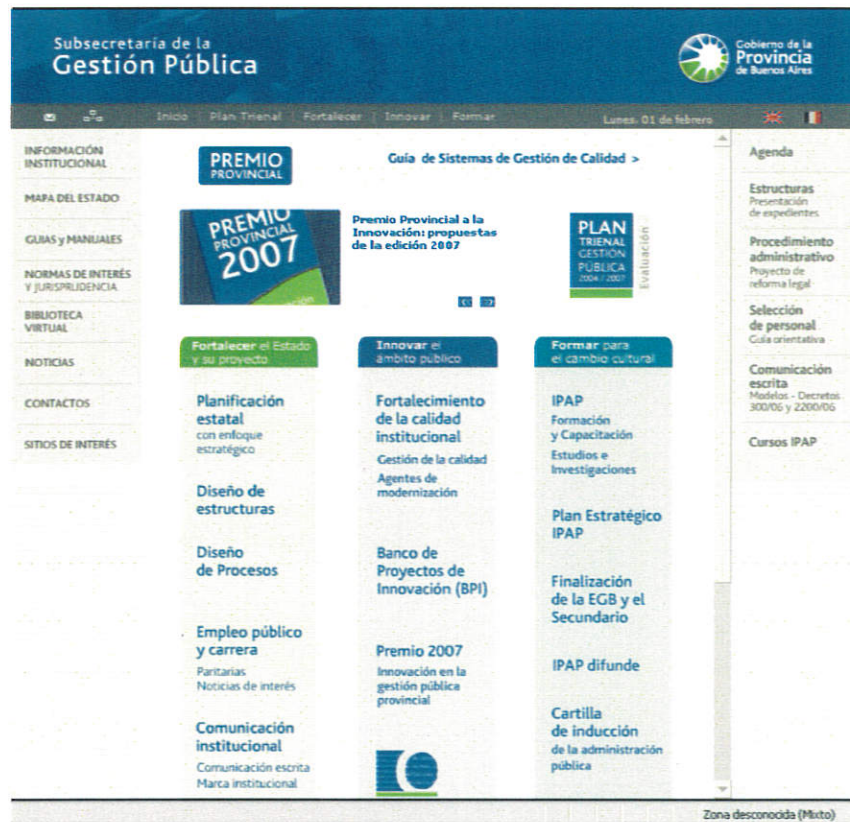 Subsecretaría de la
Gestión Pública
Gobierno de la
Provincia
de Buenos Aires
Inicio | Plan Trienal | Fortalecer | Innovar | Formar
Lunes. 01 de febrero
INFORMACIÓN
INSTITUCIONAL
MAPA DEL ESTADO
GUIAS y MANUALES
NORMAS DE INTERÉS
Y JURISPRUDENCIA
BIBLIOTECA
VIRTUAL
NOTICIAS
CONTACTOS
SITIOS DE INTERÉS
PREMIO
PROVINCIAL
Guía de Sistemas de Gestión de Calidad >
PREMIO
PROVINCIAL
2007
Premio Provincial a la
Innovación: propuestas
de la edición 2007
PLAN
TRIENAL
GESTIÓN
PÚBLICA
2004 / 2007
Evaluación
Fortalecer el Estado
y su proyecto
Planificación
estatal
con enfoque
estratégico
Diseño de
estructuras
Diseño
de Procesos
Empleo público
y carrera
Paritarias
Noticias de interés
Comunicación
institucional
Comunicación escrita
Marca institucional
Innovar el
ámbito público
Fortalecimiento
de la calidad
institucional
Gestión de la calidad
Agentes de
modernización
Banco de
Proyectos de
Innovación (BPI)
Premio 2007
Innovación en la
gestión pública
provincial
Formar para
el cambio cultural
IPAP
Formación
y Capacitación
Estudios e
Investigaciones
Plan Estratégico
IPAP
Finalización
de la EGB y el
Secundario
IPAP difunde
Cartilla
de inducción
de la administración
pública
Agenda
Estructuras
Presentación
de expedientes
Procedimiento
administrativo
Proyecto de
reforma legal
Selección
de personal
Guía orientativa
Comunicación
escrita
Modelos - Decretos
300/06 y 2200/06
Cursos IPAP
Zona desconocida (Mixto)